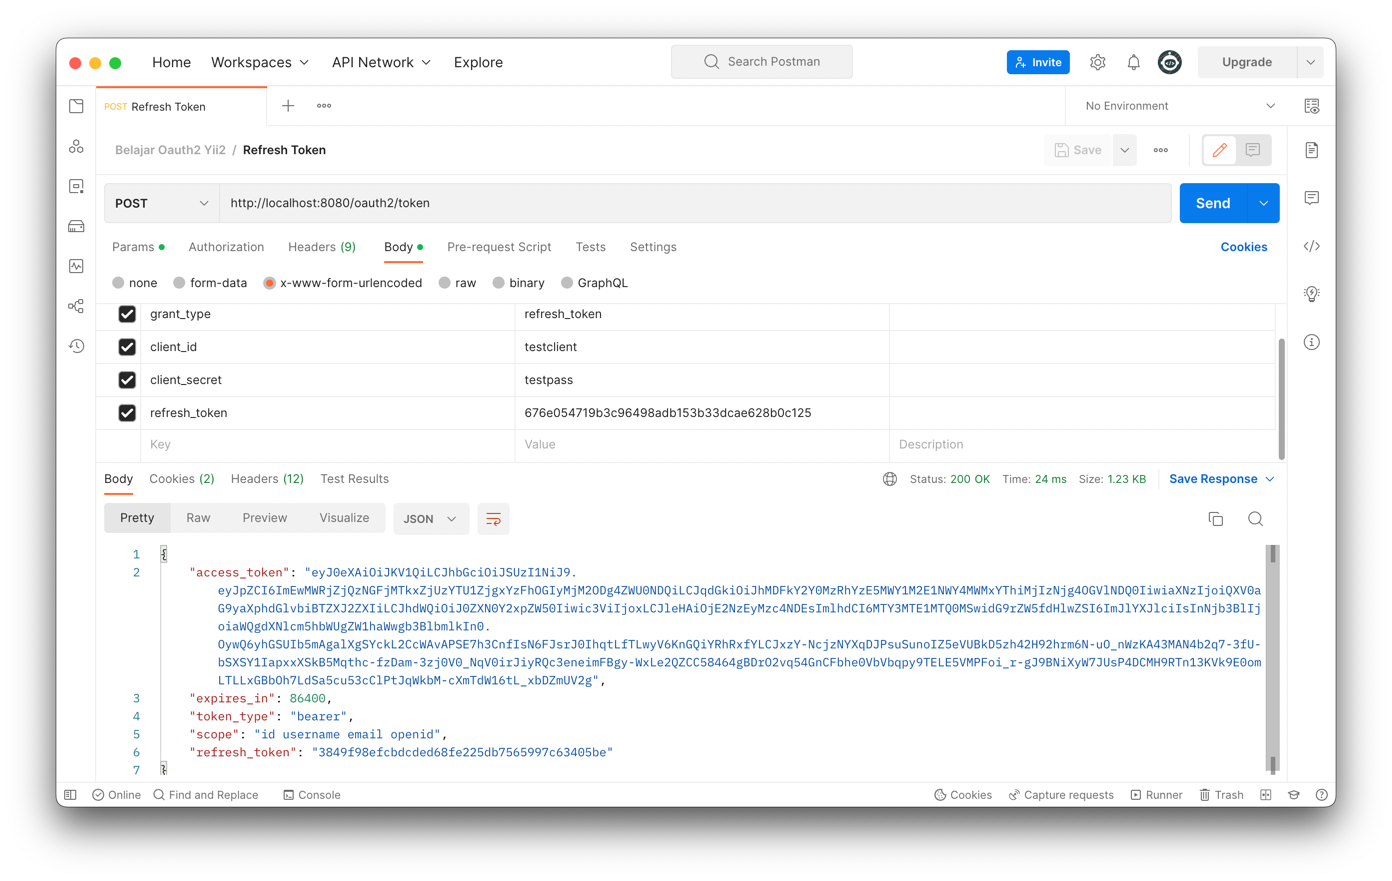 Home Workspaces API Network Explore Search Postman Invite Upgrade
POST Refresh Token No Environment
Belajar Oauth2 Yii2 / Refresh Token Save
POST http://localhost:8080/oauth2/token Send
Params Authorization Headers (9) Body Pre-request Script Tests Settings Cookies
none form-data x-www-form-urlencoded raw binary GraphQL
grant_type refresh_token
client_id testclient
client_secret testpass
refresh_token 676e054719b3c96498adb153b33dcae628b0c125
Key Value Description
Body Cookies (2) Headers (12) Test Results Status: 200 OK Time: 24 ms Size: 1.23 KB Save Response
Pretty Raw Preview Visualize JSON
1 {
2 "access_token": "eyJ0eXAiOiJKV1QiLCJhbGciOiJSUzI1NiJ9.
eyJpZCI6ImEwMWRjZjQzNGFjMTkxZjUzYTU1ZjgxYzFhOGIyMjM2ODg4ZWU0NDQiLCJqdGkiOiJhMDFkY2Y0MzRhYzE5MWY1M2E1NWY4MWMxYThiMjIzNjg4OGVlNDQ0IiwiaXNzIjoiQXV0a
G9yaXphdGlvbiBTZXJ2ZXIiLCJhdWQiOiJ0ZXN0Y2xpZW50Iiwic3ViIjoxLCJleHAiOjE2NzEyMzc4NDEsImlhdCI6MTY3MTE1MTQ0MSwidG9rZW5fdHlwZSI6ImJlYXJlciIsInNjb3BlIj
oiaWQgdXNlcm5hbWUgZW1haWwgb3BlbmlkIn0.
OywQ6yhGSUIb5mAgalXgSYckL2CcWAvAPSE7h3CnfIsN6FJsrJ0IhqtLfTLwyV6KnGQiYRhRxfYLCJxzY-NcjzNYXqDJPsuSunoIZ5eVUBkD5zh42H92hrm6N-uO_nWzKA43MAN4b2q7-3fU-
bSXSY1IapxxXSkB5Mqthc-fzDam-3zj0V0_NqV0irJiyRQc3eneimFBgy-WxLe2QZCC58464gBDrO2vq54GnCFbhe0VbVbqpy9TELE5VMPFoi_r-gJ9BNiXyW7JUsP4DCMH9RTn13KVk9E0om
LTLLxGBbOh7LdSa5cu53cClPtJqWkbM-cXmTdW16tL_xbDZmUV2g",
3 "expires_in": 86400,
4 "token_type": "bearer",
5 "scope": "id username email openid",
6 "refresh_token": "3849f98efcbdcded68fe225db7565997c63405be"
7 }
Online Find and Replace Console Cookies Capture requests Runner Trash